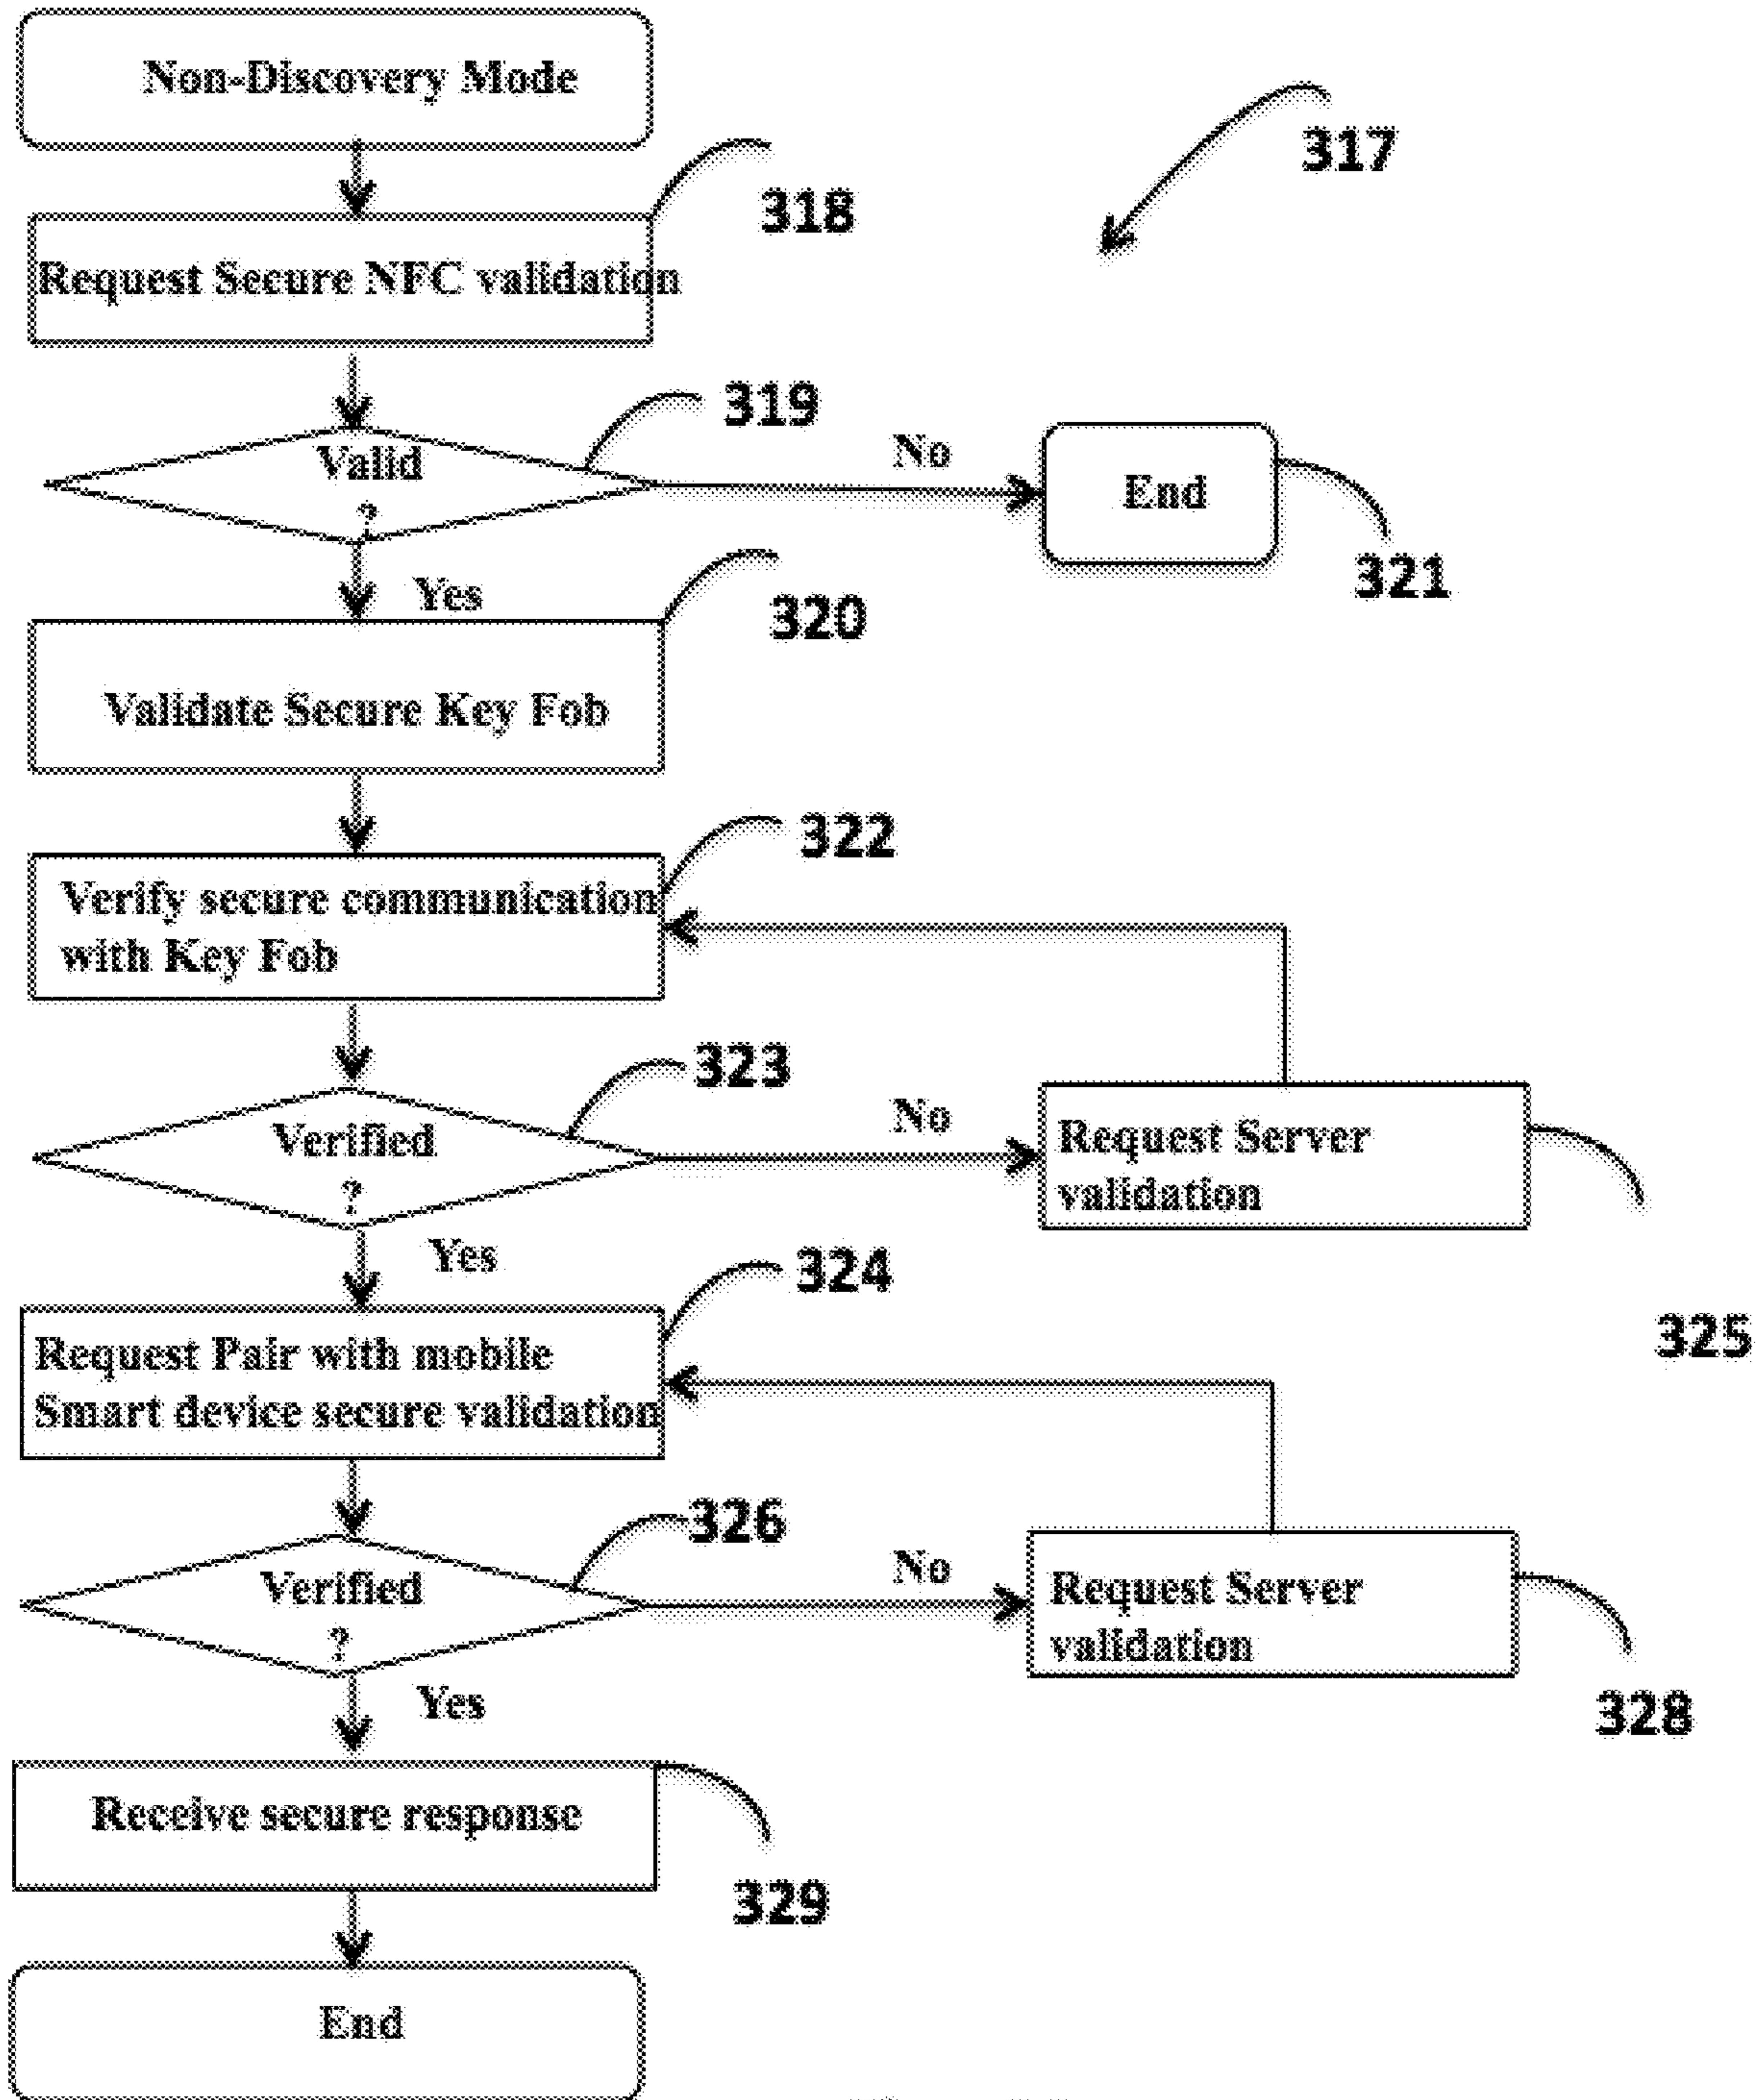 Non-Discovery Mode
317
318
Request Secure NFC validation
319
Valid
?
No
End
321
Yes
320
Validate Secure Key Fob
322
Verify secure communication
with Key Fob
323
Verified
?
No
Request Server
validation
325
Yes
324
Request Pair with mobile
Smart device secure validation
326
Verified
?
No
Request Server
validation
328
Yes
Receive secure response
329
End